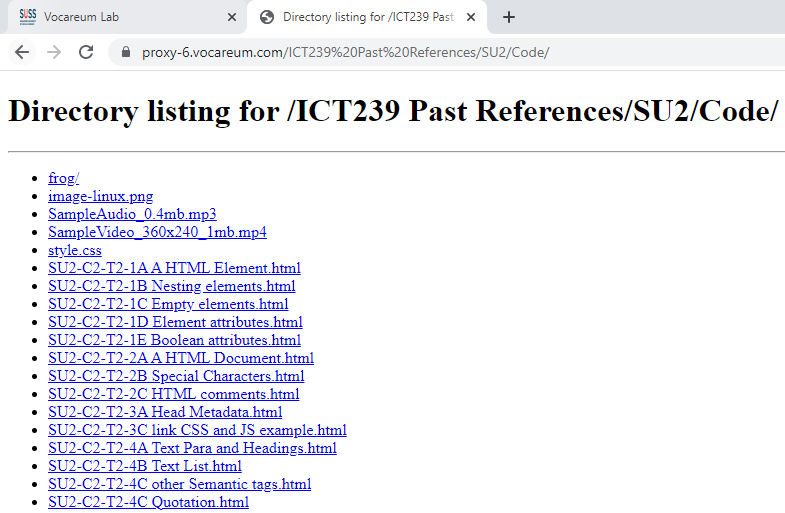 SUSS
Vocareum Lab
Directory listing for /ICT239 Past
proxy-6.vocareum.com/ICT239%20Past%20References/SU2/Code/
Directory listing for /ICT239 Past References/SU2/Code/
frog/
image-linux.png
SampleAudio_0.4mb.mp3
SampleVideo_360x240_1mb.mp4
style.css
SU2-C2-T2-1A A HTML Element.html
SU2-C2-T2-1B Nesting elements.html
SU2-C2-T2-1C Empty elements.html
SU2-C2-T2-1D Element attributes.html
SU2-C2-T2-1E Boolean attributes.html
SU2-C2-T2-2A A HTML Document.html
SU2-C2-T2-2B Special Characters.html
SU2-C2-T2-2C HTML comments.html
SU2-C2-T2-3A Head Metadata.html
SU2-C2-T2-3C link CSS and JS example.html
SU2-C2-T2-4A Text Para and Headings.html
SU2-C2-T2-4B Text List.html
SU2-C2-T2-4C other Semantic tags.html
SU2-C2-T2-4C Quotation.html